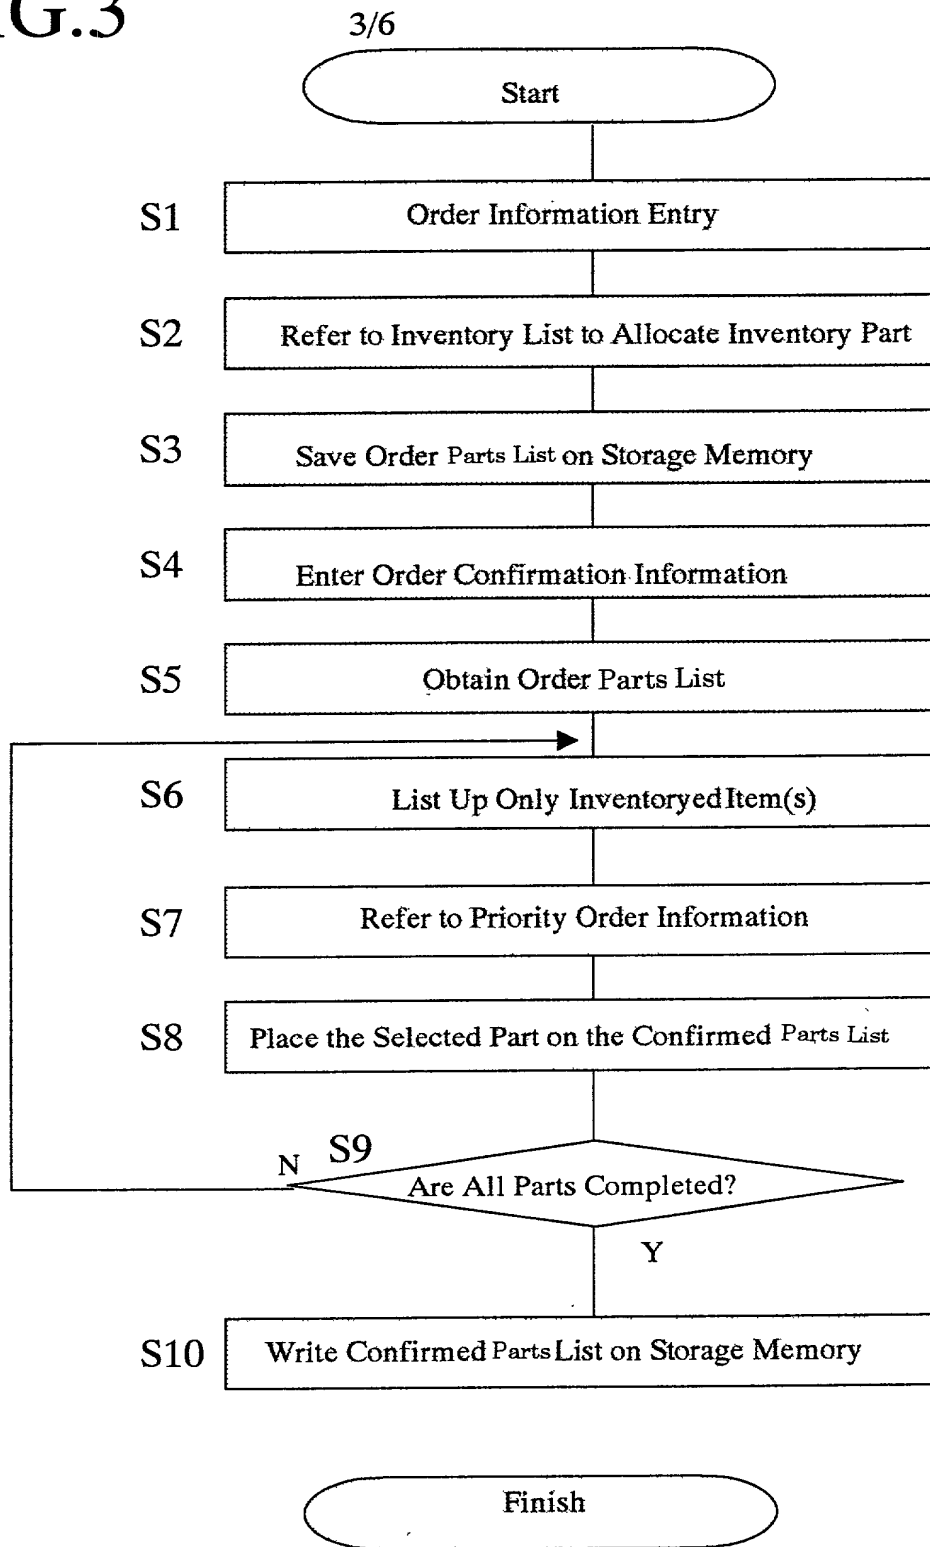 G.3
3/6
Start
S1
Order Information Entry
S2
Refer to Inventory List to Allocate Inventory Part
S3
Save Order Parts List on Storage Memory
S4
Enter Order Confirmation Information
S5
Obtain Order Parts List
S6
List Up Only Inventoryed Item(s)
S7
Refer to Priority Order Information
S8
Place the Selected Part on the Confirmed Parts List
S9
N
Are All Parts Completed?
Y
S10
Write Confirmed Parts List on Storage Memory
Finish